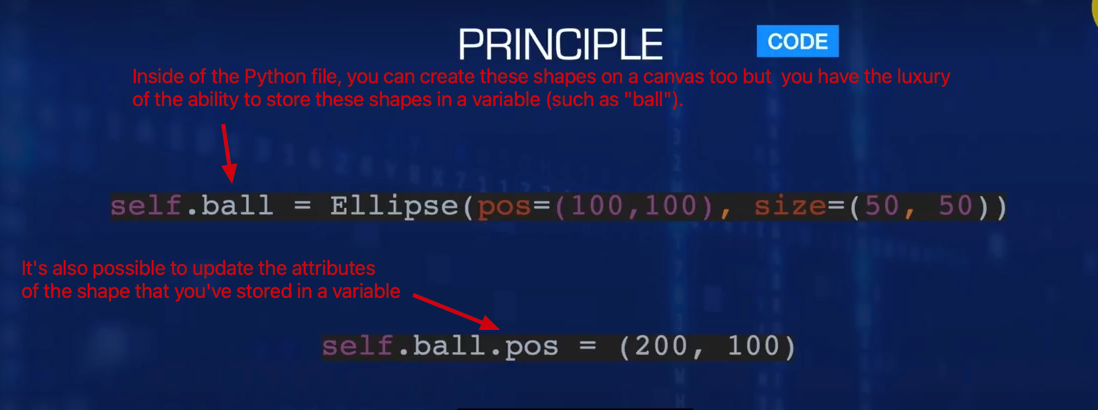 PRINCIPLE
CODE
Inside of the Python file, you can create these shapes on a canvas too but you have the luxury
of the ability to store these shapes in a variable (such as "ball").
self.ball = Ellipse(pos=(100,100), size=(50, 50))
It's also possible to update the attributes
of the shape that you've stored in a variable
self.ball.pos = (200, 100)